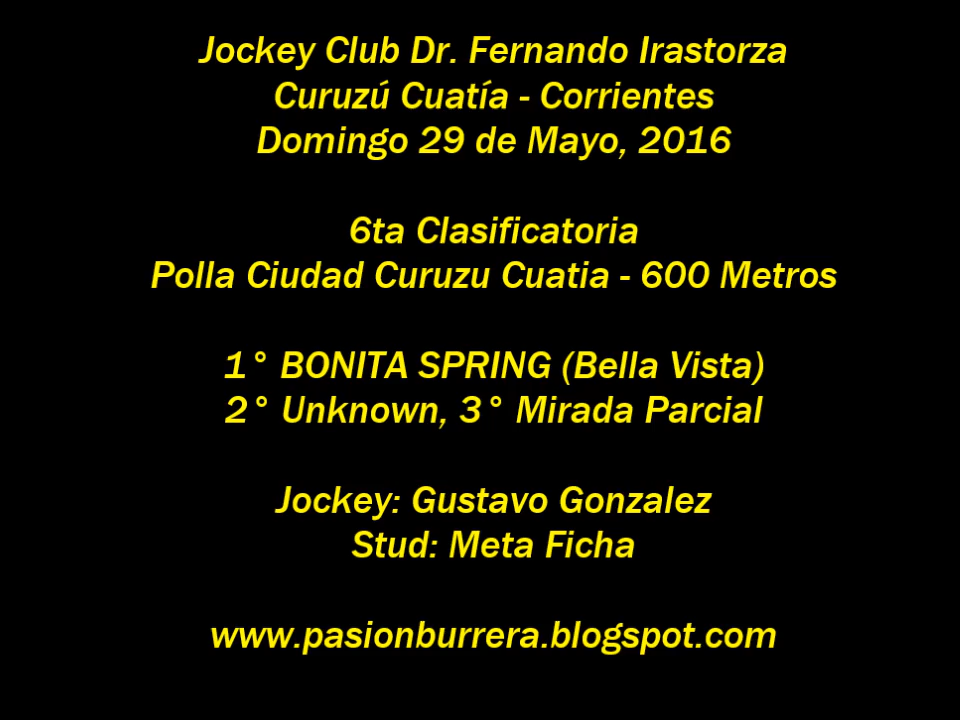 Jockey Club Dr. Fernando Irastorza
Curuzú Cuatía - Corrientes
Domingo 29 de Mayo, 2016
6ta Clasificatoria
Polla Ciudad Curuzu Cuatia - 600 Metros
1° BONITA SPRING (Bella Vista)
2° Unknown, 3° Mirada Parcial
Jockey: Gustavo Gonzalez
Stud: Meta Ficha
www.pasionburrera.blogspot.com